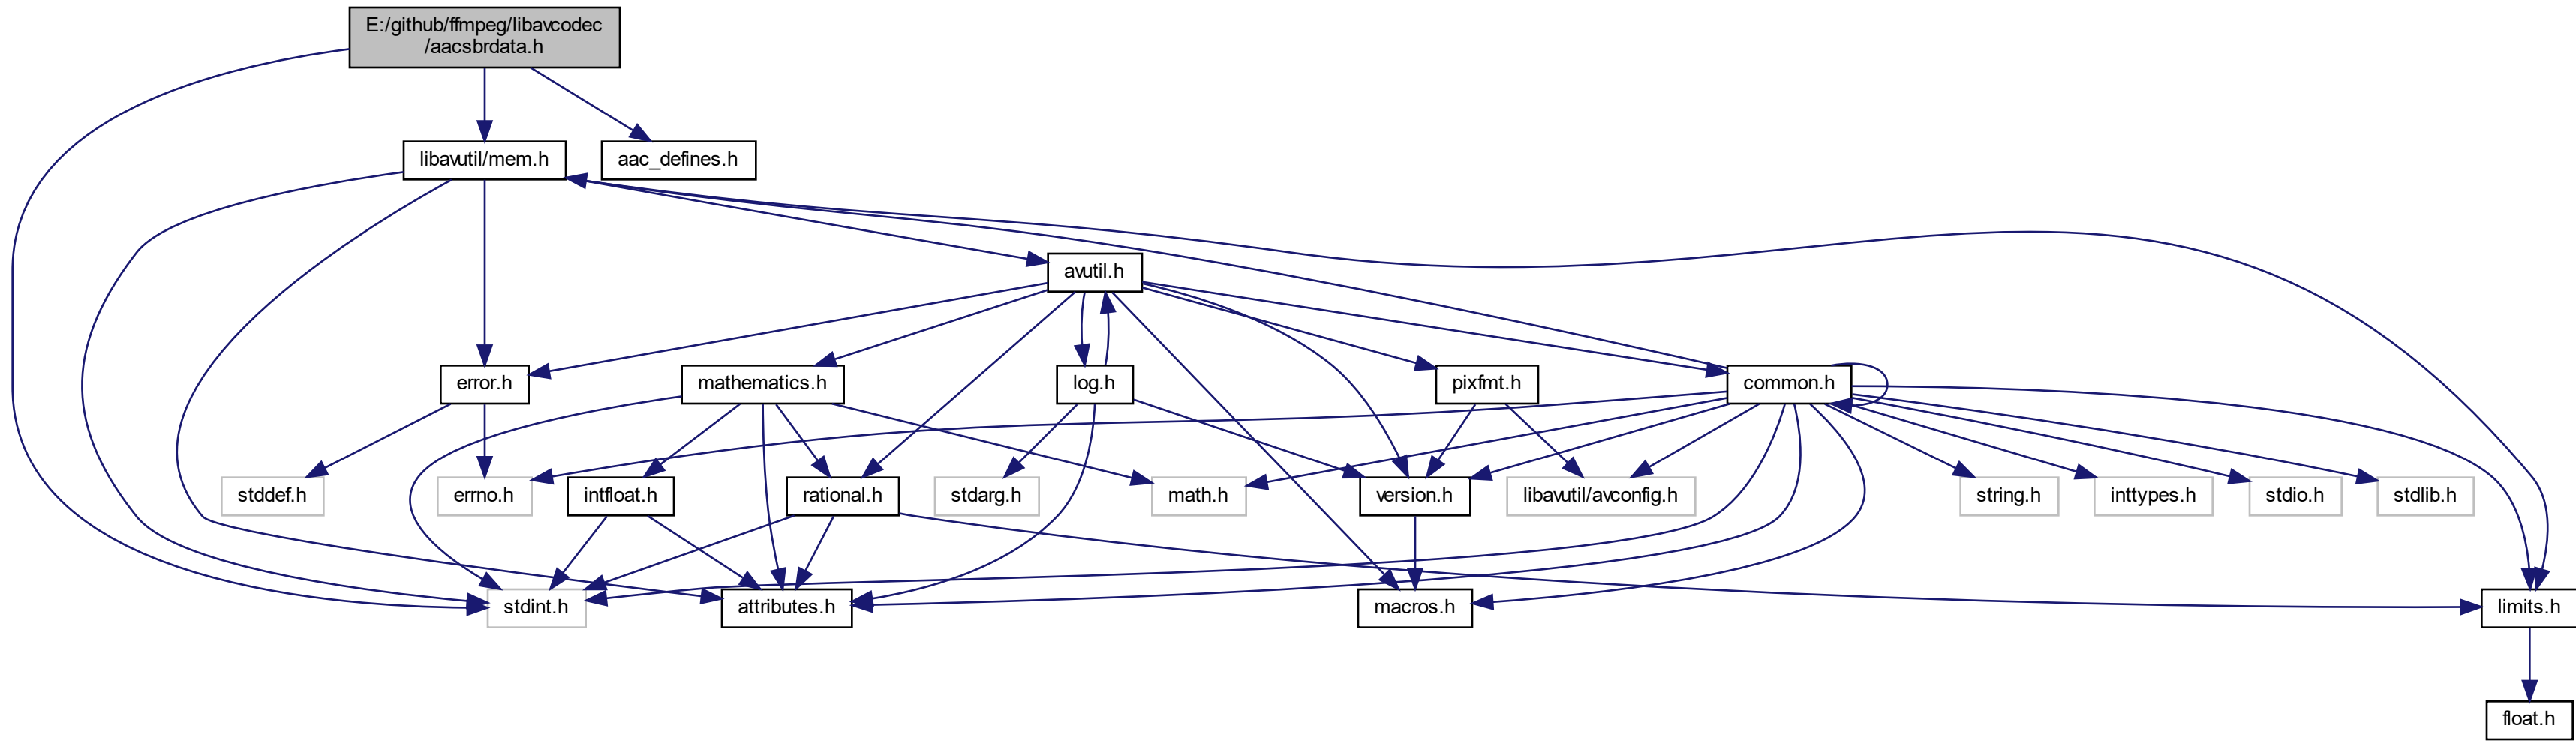 E:/github/ffmpeg/libavcodec
/aacsbrdata.h
libavutil/mem.h
aac_defines.h
avutil.h
error.h
mathematics.h
log.h
pixfmt.h
common.h
stddef.h
errno.h
intfloat.h
rational.h
stdarg.h
math.h
version.h
libavutil/avconfig.h
string.h
inttypes.h
stdio.h
stdlib.h
stdint.h
attributes.h
macros.h
limits.h
float.h